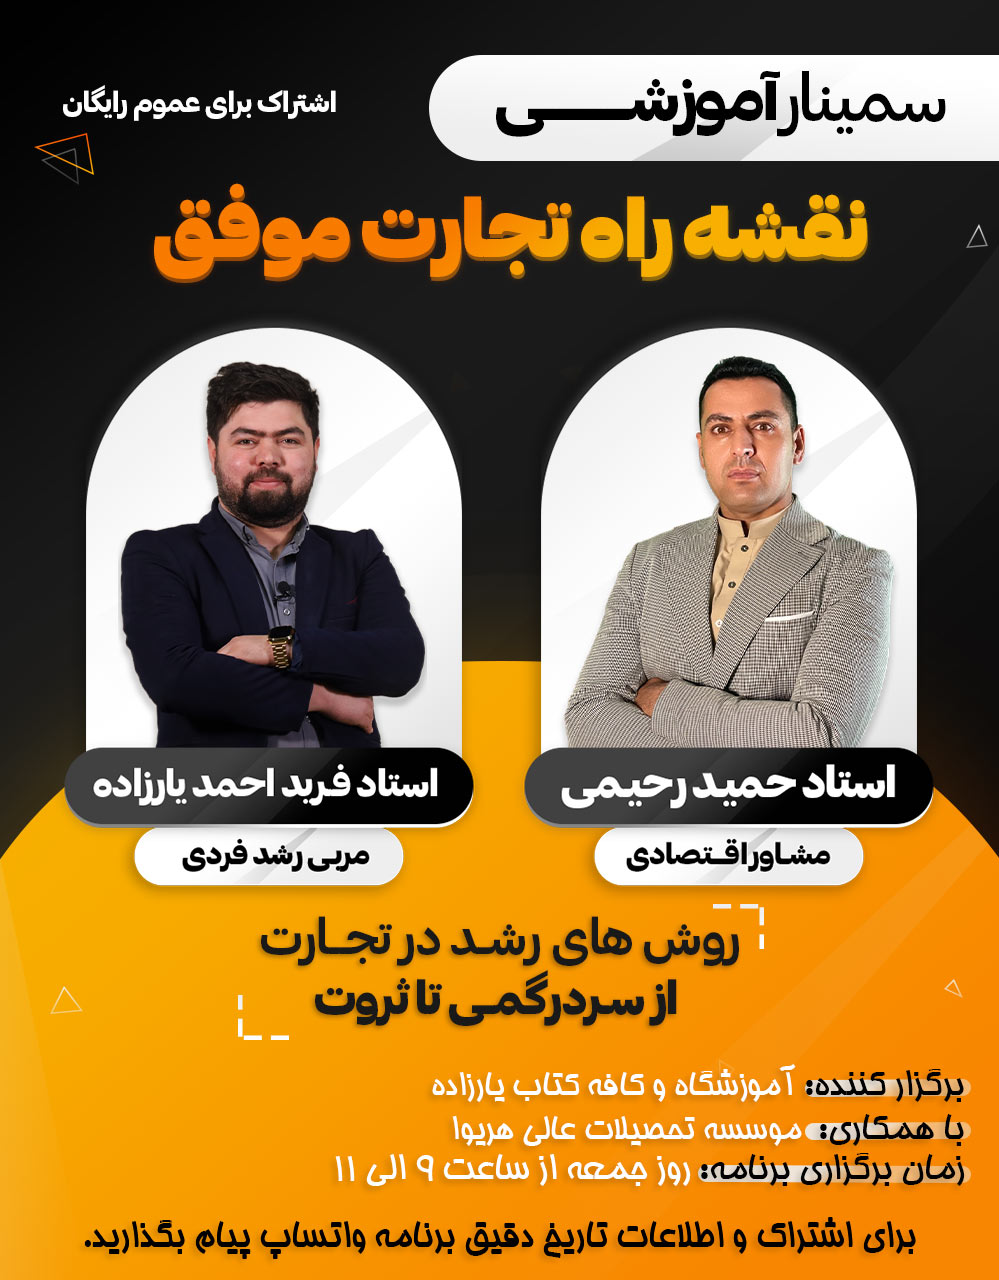 سمینار آموزشی
اشتراک برای عموم رایگان
نقشه راه تجارت موفق
استاد حمید رحیمی
مشاور اقتصادی
استاد فربد احمد یارزاده
مربی رشد فردی
روش های رشد در تجارت
از سردرگمی تا ثروت
برگزار کننده: آموزشگاه و کافه کتاب یارزاده
با همکاری: موسسه تحصیلات عالی هریوا
زمان برگزاری برنامه: روز جمعه از ساعت ۹ الی ۱۱
برای اشتراک و اطلاعات تاریخ دقیق برنامه واتساپ پیام بگذارید.